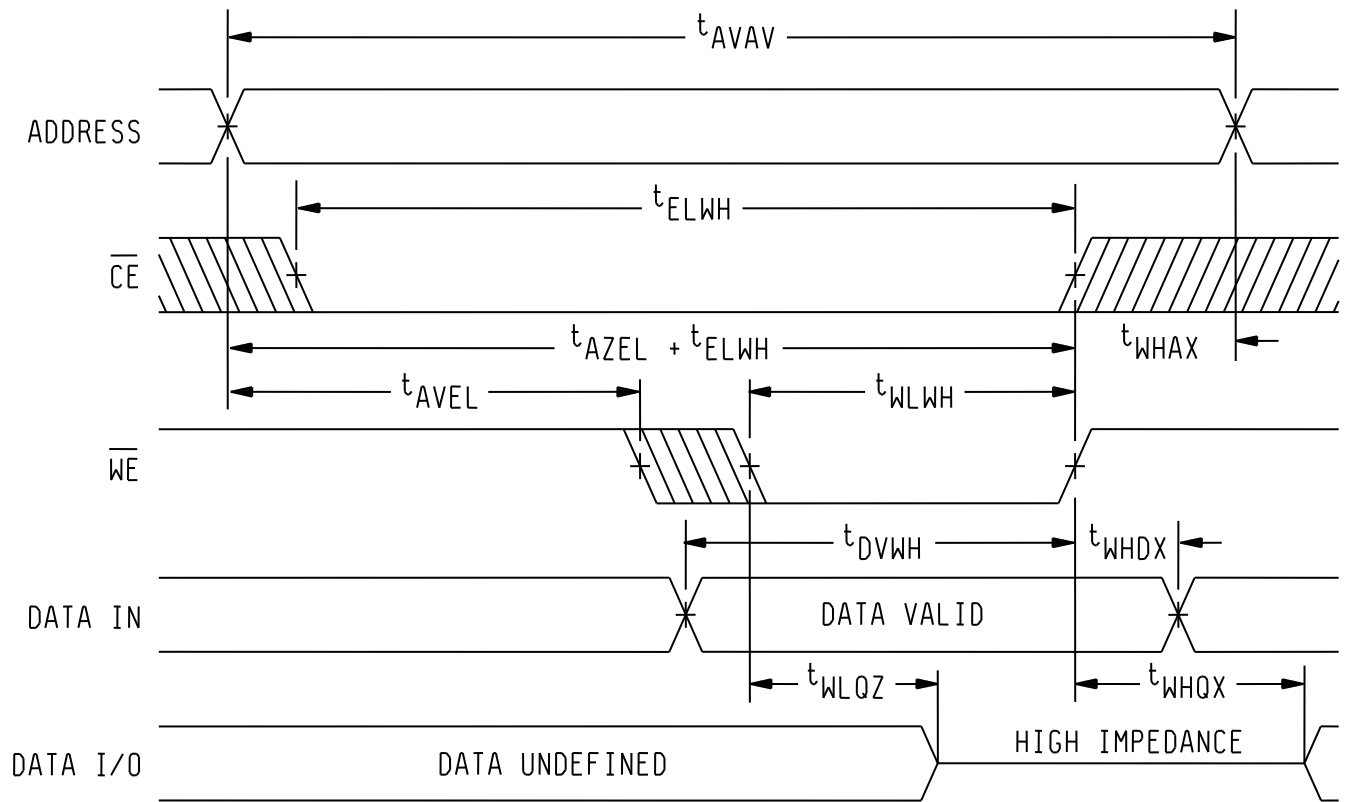 tAVAV
ADDRESS
tELWH
CE
tAZEL + tELWH
tWHAX
tAVEL
tWLWH
WE
tDVWH
tWHDX
DATA IN
DATA VALID
tWLQZ
tWHQX
DATA I/O
DATA UNDEFINED
HIGH IMPEDANCE